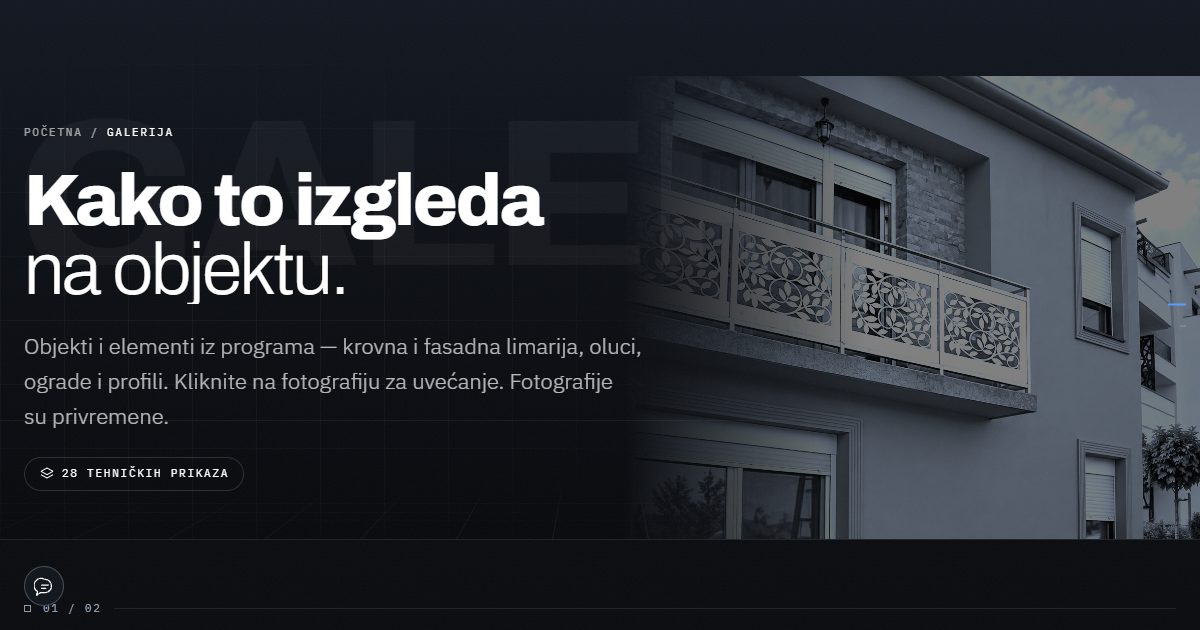 POČETNA / GALERIJA
GALE
Kako to izgleda
na objektu.
Objekti i elementi iz programa — krovna i fasadna limarija, oluci,
ograde i profili. Kliknite na fotografiju za uvećanje. Fotografije
su privremene.
28 TEHNIČKIH PRIKAZA
01 / 02